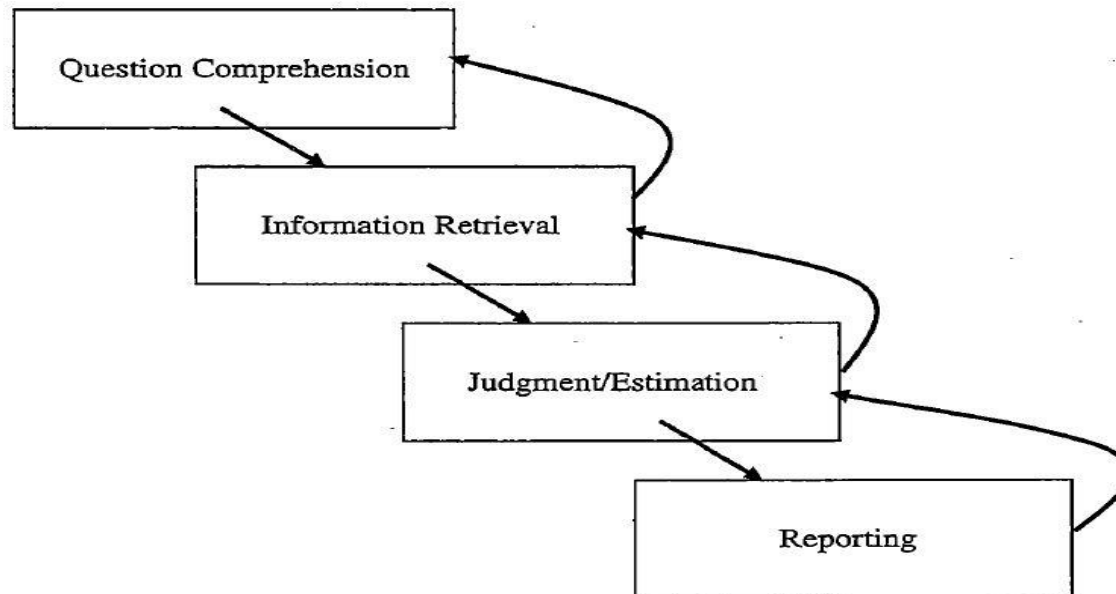 Question Comprehension
Information Retrieval
Judgment/Estimation
Reporting